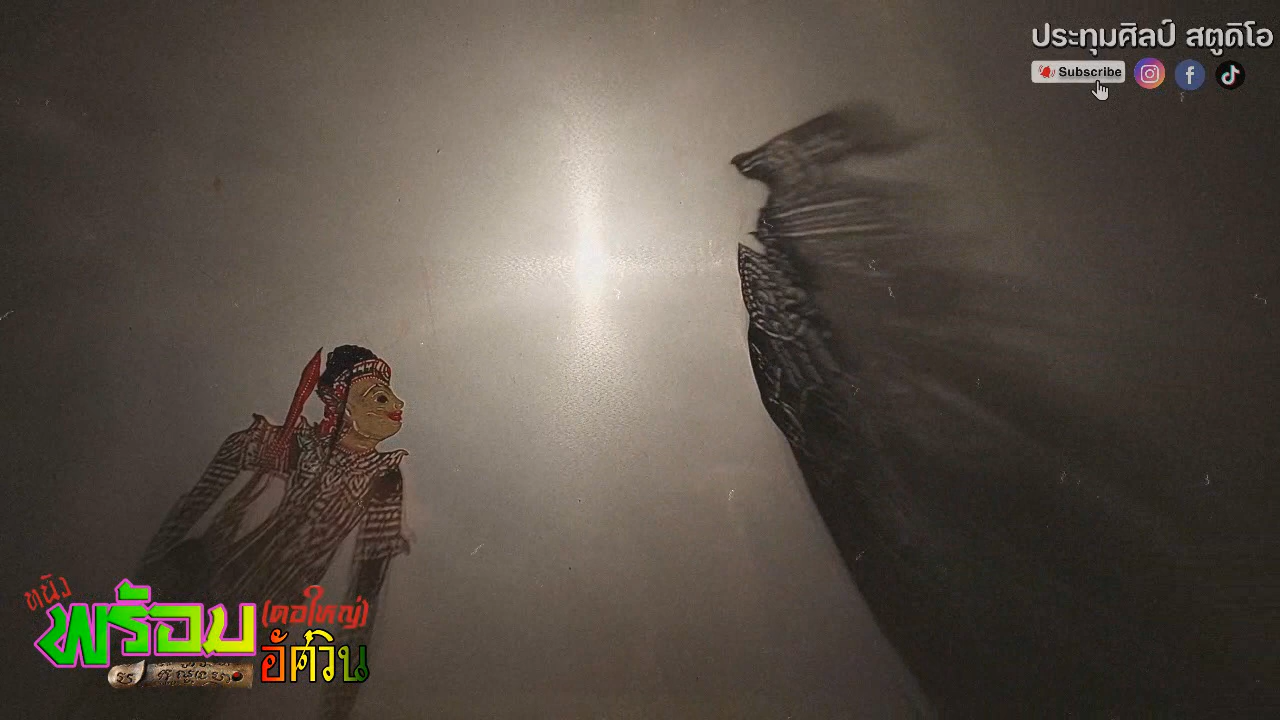 ประทุมศิลป์ สตูดิโอ
Subscribe
หนัง
พร้อม
(ดอใหญ่)
อัศวิน